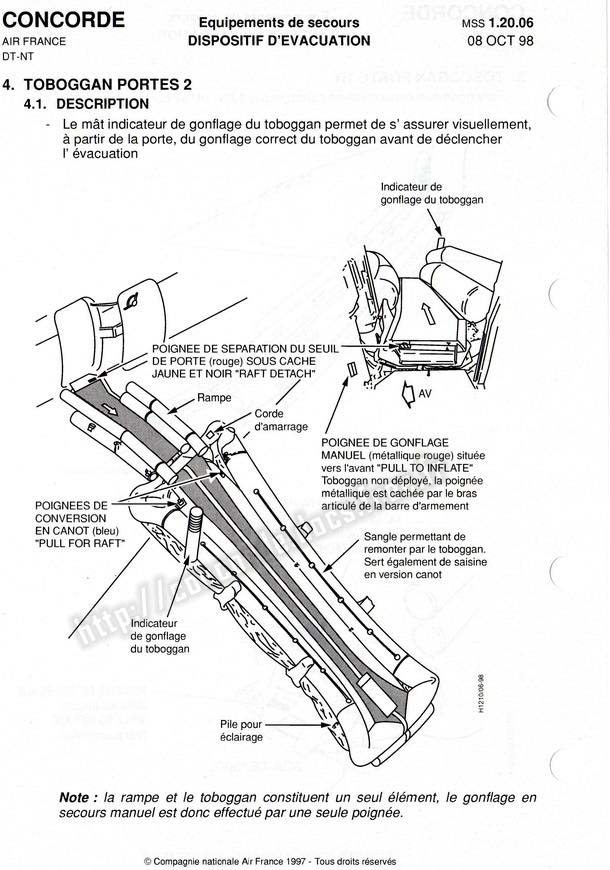 CONCORDE
AIR FRANCE
DT-NT
Equipements de secours
DISPOSITIF D'EVACUATION
MSS 1.20.06
08 OCT 98
4. TOBOGGAN PORTES 2
4.1. DESCRIPTION
- Le mât indicateur de gonflage du toboggan permet de s' assurer visuellement,
à partir de la porte, du gonflage correct du toboggan avant de déclencher
l' évacuation
Indicateur de
gonflage du toboggan
POIGNEE DE SEPARATION DU SEUIL
DE PORTE (rouge) SOUS CACHE
JAUNE ET NOIR "RAFT DETACH"
AV
Rampe
Corde
d'amarrage
POIGNEE DE GONFLAGE
MANUEL (métallique rouge) située
vers l'avant "PULL TO INFLATE"
Toboggan non déployé, la poignée
métallique est cachée par le bras
articulé de la barre d'armement
POIGNEES DE
CONVERSION
EN CANOT (bleu)
"PULL FOR RAFT"
Sangle permettant de
remonter par le toboggan.
Sert également de saisine
en version canot
Indicateur
de gonflage
du toboggan
Pile pour
éclairage
H1210/06-98
Note : la rampe et le toboggan constituent un seul élément, le gonflage en
secours manuel est donc effectué par une seule poignée.
© Compagnie nationale Air France 1997 - Tous droits réservés